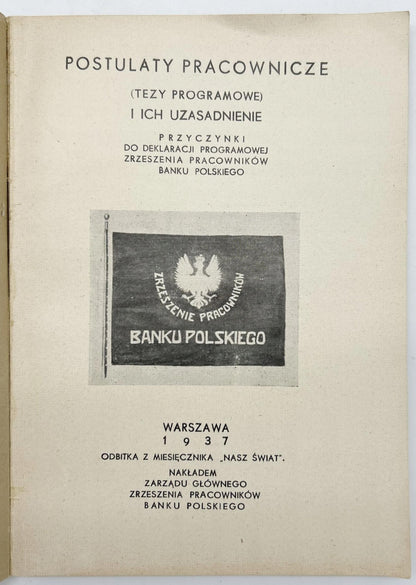 POSTULATY PRACOWNICZE
(TEZY PROGRAMOWE)
I ICH UZASADNIENIE
PRZYCZYNKI
DO DEKLARACJI PROGRAMOWEJ
ZRZESZENIA PRACOWNIKÓW
BANKU POLSKIEGO
ZRZESZENIE PRACOWNIKÓW
BANKU POLSKIEGO
WARSZAWA
1937
ODBITKA Z MIESIĘCZNIKA „NASZ ŚWIAT".
NAKŁADEM
ZARZĄDU GŁÓWNEGO
ZRZESZENIA PRACOWNIKÓW
BANKU POLSKIEGO